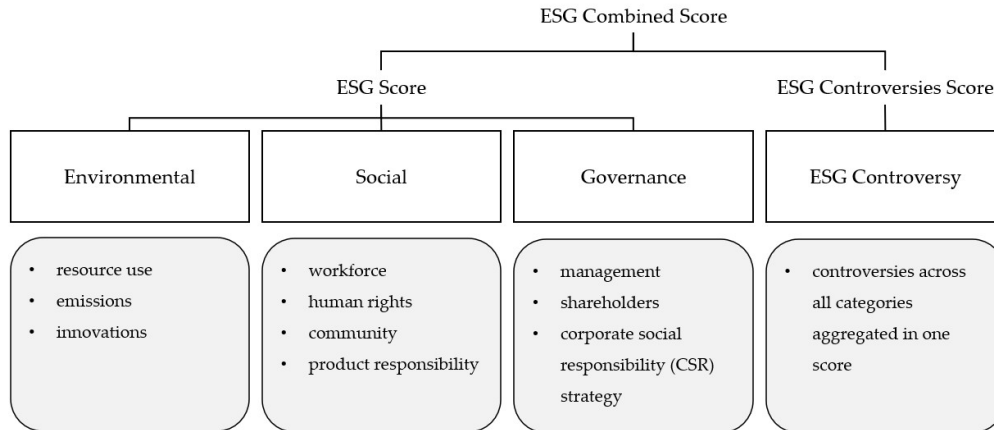 ESG Combined Score
ESG Score
ESG Controversies Score
Environmental
Social
Governance
ESG Controversy
• resource use
• emissions
• innovations
• workforce
• human rights
• community
• product responsibility
• management
• shareholders
• corporate social
responsibility (CSR)
strategy
• controversies across
all categories
aggregated in one
score